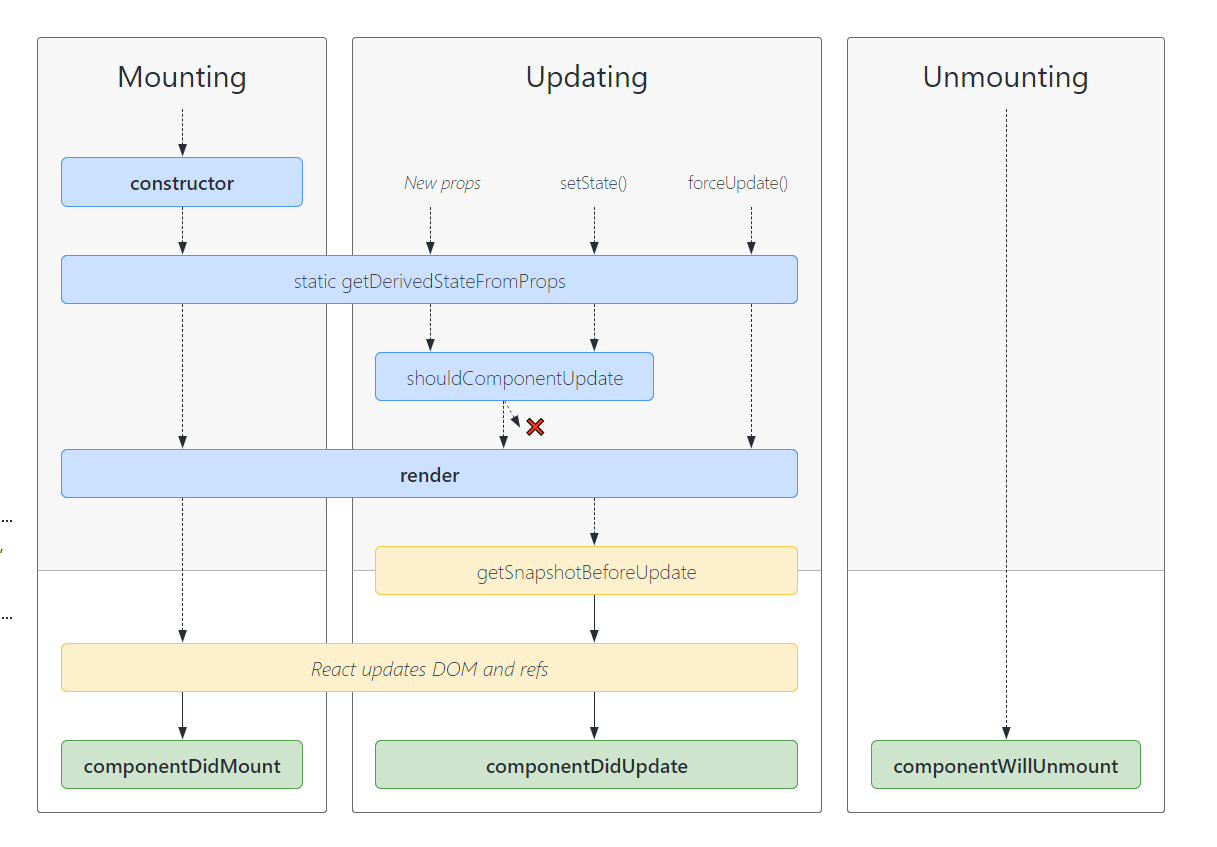 Mounting
Updating
Unmounting
constructor
New props
setState()
forceUpdate()
static getDerivedStateFromProps
shouldComponentUpdate
render
...
,
getSnapshotBeforeUpdate
...
React updates DOM and refs
componentDidMount
componentDidUpdate
componentWillUnmount